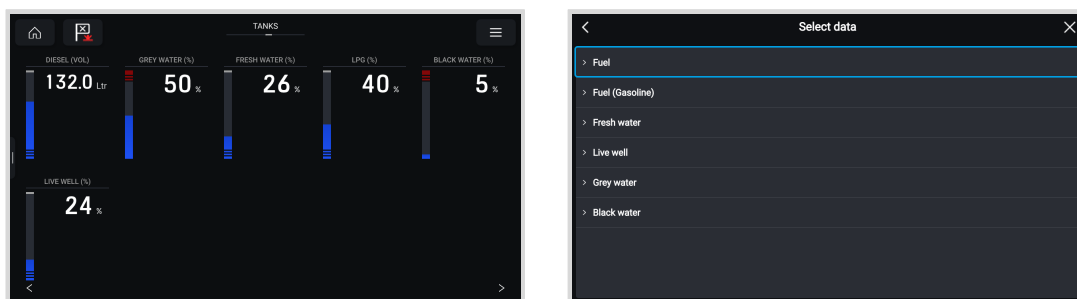 TANKS
DIESEL (VOL)
132.0 Ltr
GREY WATER (%)
50 %
FRESH WATER (%)
26 %
LPG (%)
40 %
BLACK WATER (%)
5 %
LIVE WELL (%)
24 %
Select data
Fuel
Fuel (Gasoline)
Fresh water
Live well
Grey water
Black water